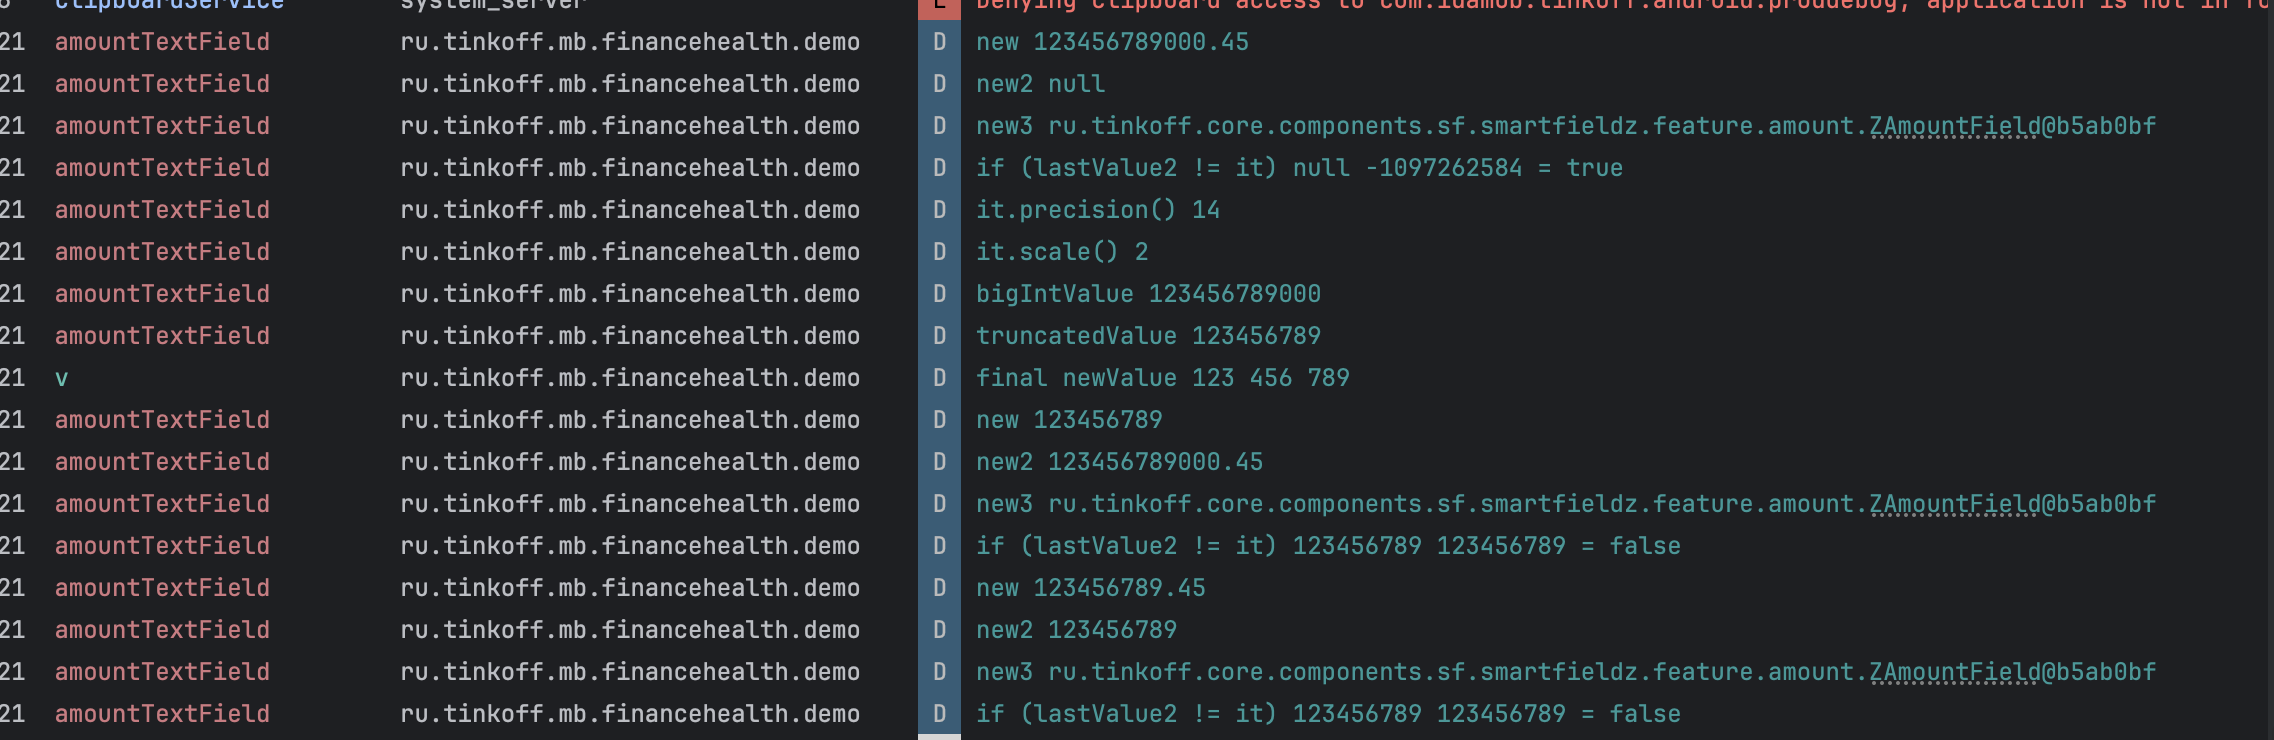 clipboardService system_server E Denying clipboard access to com.idamob.tinkoff.android.proddebug, application is not in fo
21 amountTextField ru.tinkoff.mb.financehealth.demo D new 123456789000.45
21 amountTextField ru.tinkoff.mb.financehealth.demo D new2 null
21 amountTextField ru.tinkoff.mb.financehealth.demo D new3 ru.tinkoff.core.components.sf.smartfieldz.feature.amount.ZAmountField@b5ab0bf
21 amountTextField ru.tinkoff.mb.financehealth.demo D if (lastValue2 != it) null -1097262584 = true
21 amountTextField ru.tinkoff.mb.financehealth.demo D it.precision() 14
21 amountTextField ru.tinkoff.mb.financehealth.demo D it.scale() 2
21 amountTextField ru.tinkoff.mb.financehealth.demo D bigIntValue 123456789000
21 amountTextField ru.tinkoff.mb.financehealth.demo D truncatedValue 123456789
21 v ru.tinkoff.mb.financehealth.demo D final newValue 123 456 789
21 amountTextField ru.tinkoff.mb.financehealth.demo D new 123456789
21 amountTextField ru.tinkoff.mb.financehealth.demo D new2 123456789000.45
21 amountTextField ru.tinkoff.mb.financehealth.demo D new3 ru.tinkoff.core.components.sf.smartfieldz.feature.amount.ZAmountField@b5ab0bf
21 amountTextField ru.tinkoff.mb.financehealth.demo D if (lastValue2 != it) 123456789 123456789 = false
21 amountTextField ru.tinkoff.mb.financehealth.demo D new 123456789.45
21 amountTextField ru.tinkoff.mb.financehealth.demo D new2 123456789
21 amountTextField ru.tinkoff.mb.financehealth.demo D new3 ru.tinkoff.core.components.sf.smartfieldz.feature.amount.ZAmountField@b5ab0bf
21 amountTextField ru.tinkoff.mb.financehealth.demo D if (lastValue2 != it) 123456789 123456789 = false